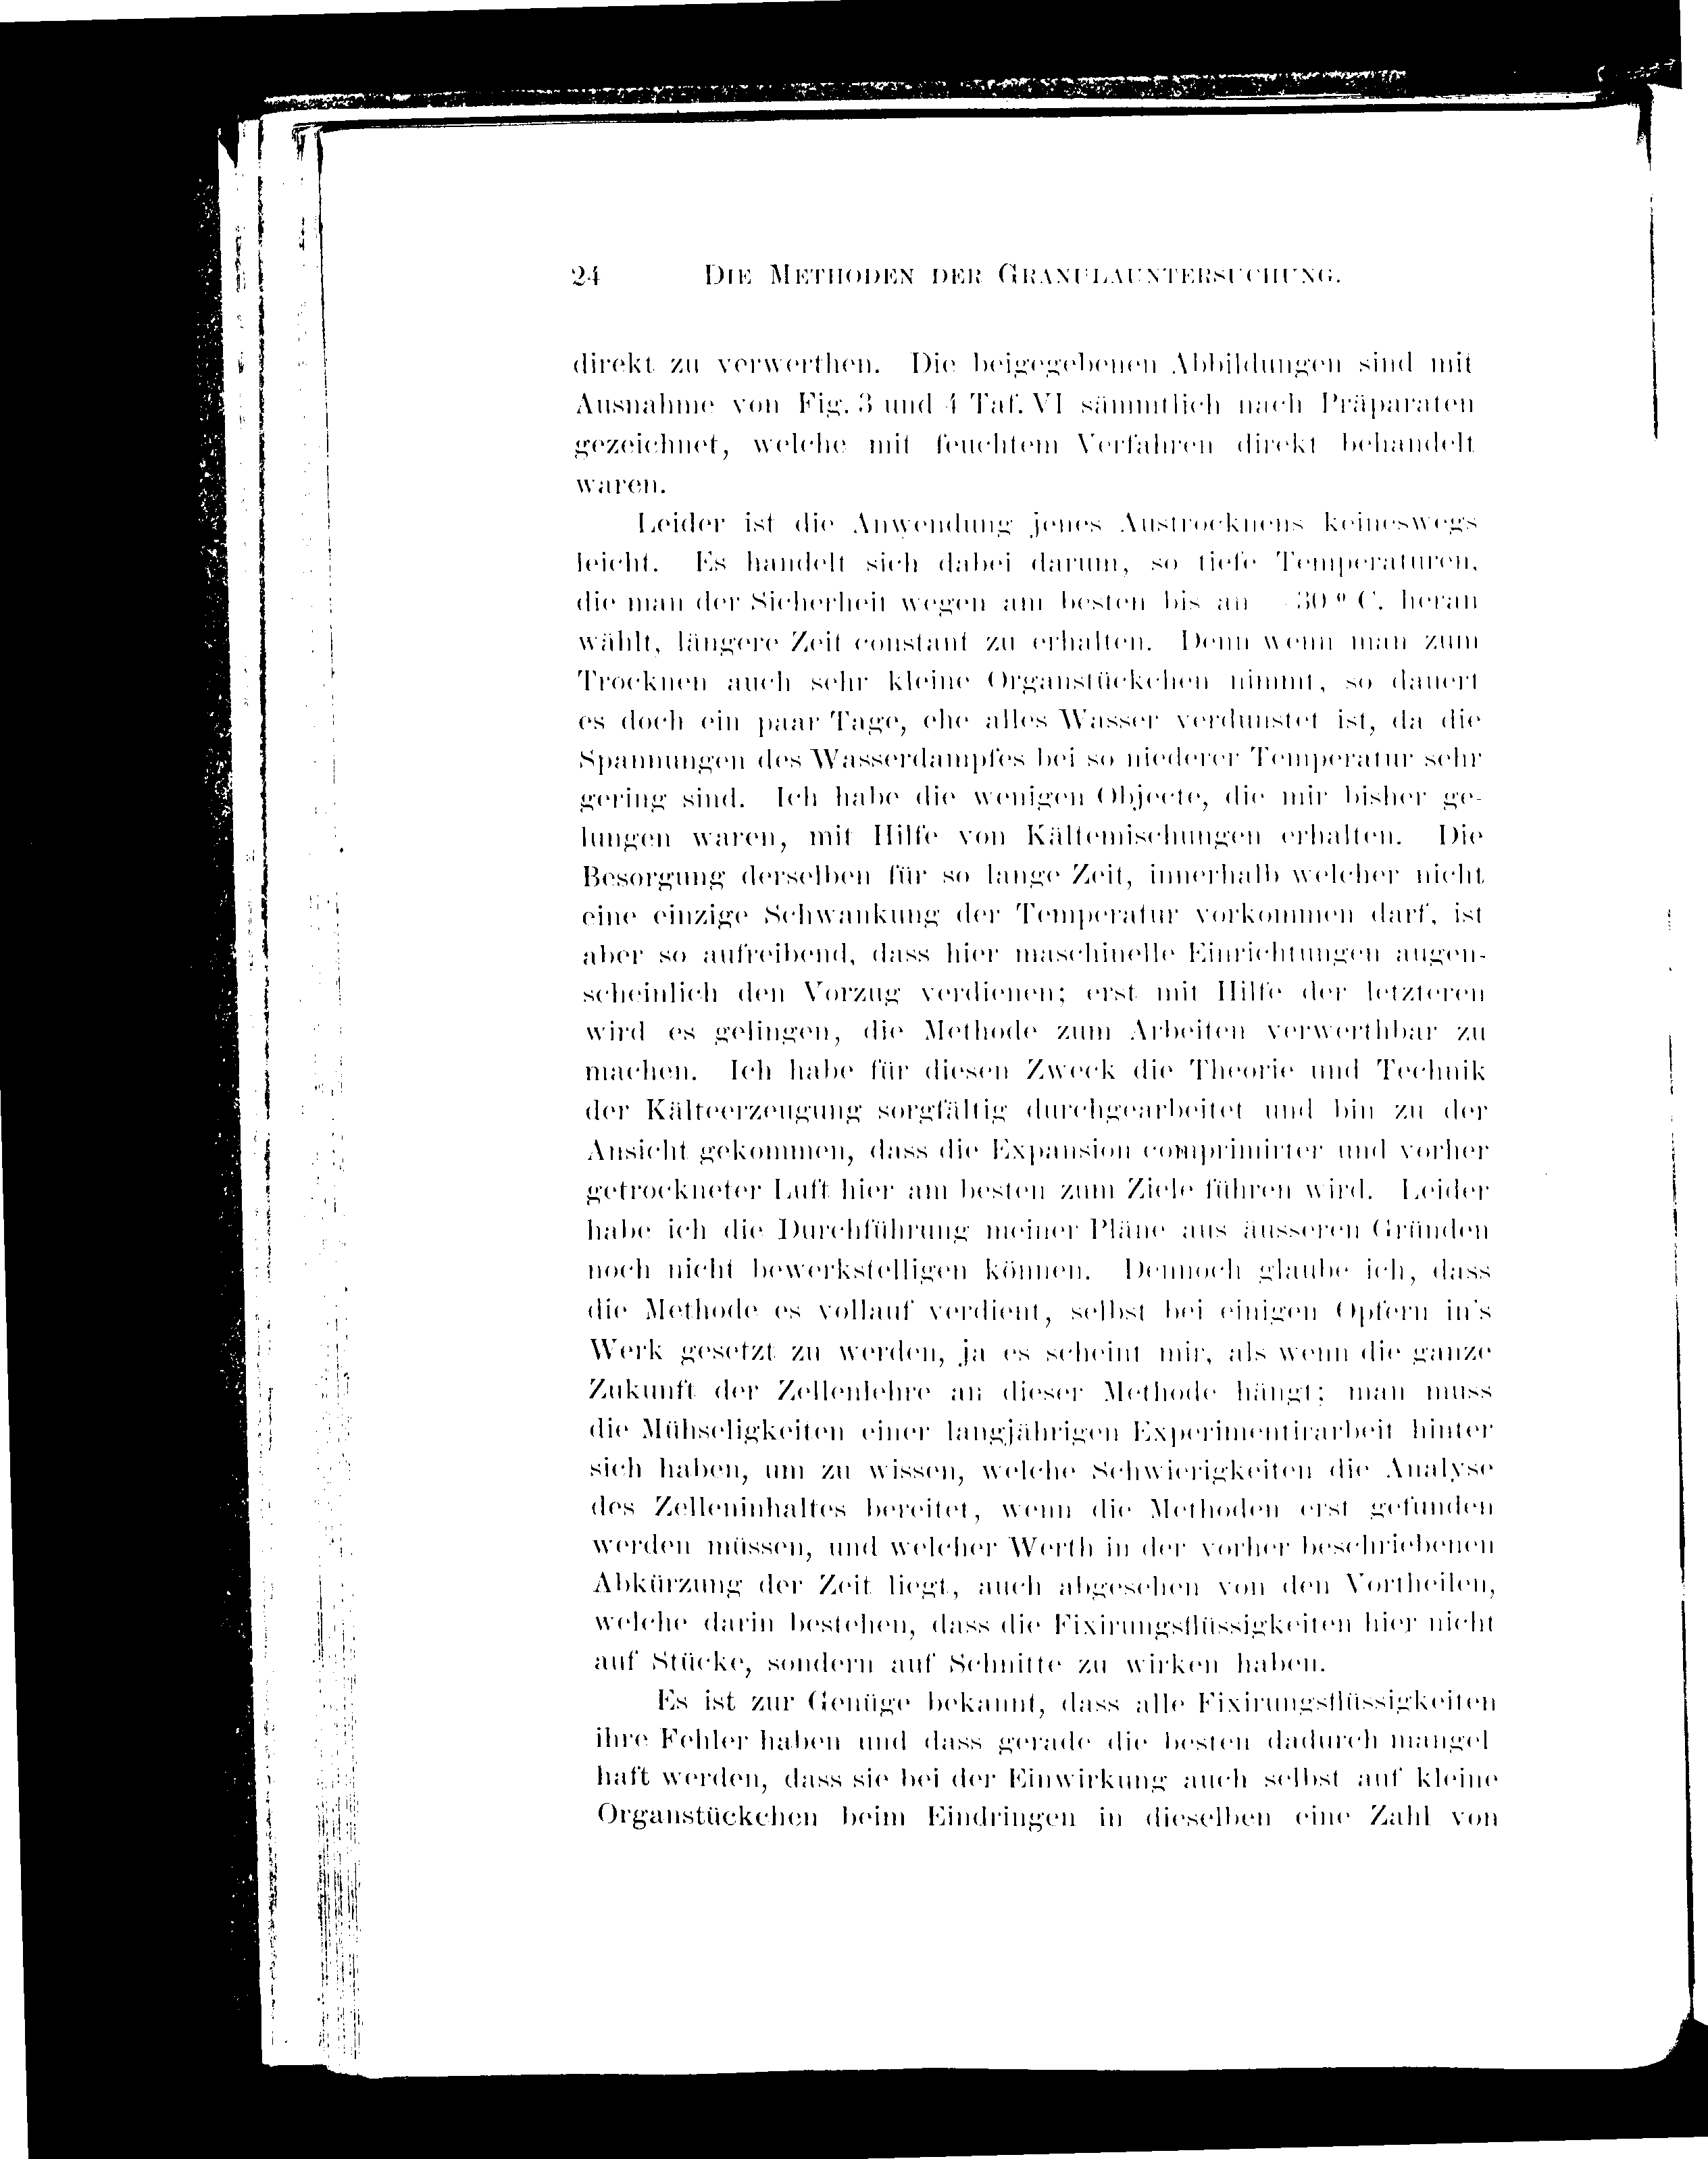 24 DIE METHODEN DER GRANULAUNTERSUCHUNG.
direkt zu verwerthen. Die beigegebenen Abbildungen sind mit
Ausnahme von Fig. 3 und 4 Taf. VI sämmtlich nach Präparaten
gezeichnet, welche mit feuchtem Verfahren direkt behandelt
waren.
Leider ist die Anwendung jenes Austrocknens keineswegs
leicht. Es handelt sich dabei darum, so tiefe Temperaturen,
die man der Sicherheit wegen am besten bis an -30 º C. heran
wählt, längere Zeit constant zu erhalten. Denn wenn man zum
Trocknen auch sehr kleine Organstückchen nimmt, so dauert
es doch ein paar Tage, ehe alles Wasser verdunstet ist, da die
Spannungen des Wasserdampfes bei so niederer Temperatur sehr
gering sind. Ich habe die wenigen Objecte, die mir bisher ge-
lungen waren, mit Hilfe von Kältemischungen erhalten. Die
Besorgung derselben für so lange Zeit, innerhalb welcher nicht
eine einzige Schwankung der Temperatur vorkommen darf, ist
aber so aufreibend, dass hier maschinelle Einrichtungen augen-
scheinlich den Vorzug verdienen; erst mit Hilfe der letzteren
wird es gelingen, die Methode zum Arbeiten verwerthbar zu
machen. Ich habe für diesen Zweck die Theorie und Technik
der Kälteerzeugung sorgfältig durchgearbeitet und bin zu der
Ansicht gekommen, dass die Expansion comprimirter und vorher
getrockneter Luft hier am besten zum Ziele führen wird. Leider
habe ich die Durchführung meiner Pläne aus äusseren Gründen
noch nicht bewerkstelligen können. Dennoch glaube ich, dass
die Methode es vollauf verdient, selbst bei einigen Opfern in's
Werk gesetzt zu werden, ja es scheint mir, als wenn die ganze
Zukunft der Zellenlehre an dieser Methode hängt; man muss
die Mühseligkeiten einer langjährigen Experimentirarbeit hinter
sich haben, um zu wissen, welche Schwierigkeiten die Analyse
des Zelleninhaltes bereitet, wenn die Methoden erst gefunden
werden müssen, und welcher Werth in der vorher beschriebenen
Abkürzung der Zeit liegt, auch abgesehen von den Vortheilen,
welche darin bestehen, dass die Fixirungsflüssigkeiten hier nicht
auf Stücke, sondern auf Schnitte zu wirken haben.
Es ist zur Genüge bekannt, dass alle Fixirungsflüssigkeiten
ihre Fehler haben und dass gerade die besten dadurch mangel
haft werden, dass sie bei der Einwirkung auch selbst auf kleine
Organstückchen beim Eindringen in dieselben eine Zahl von